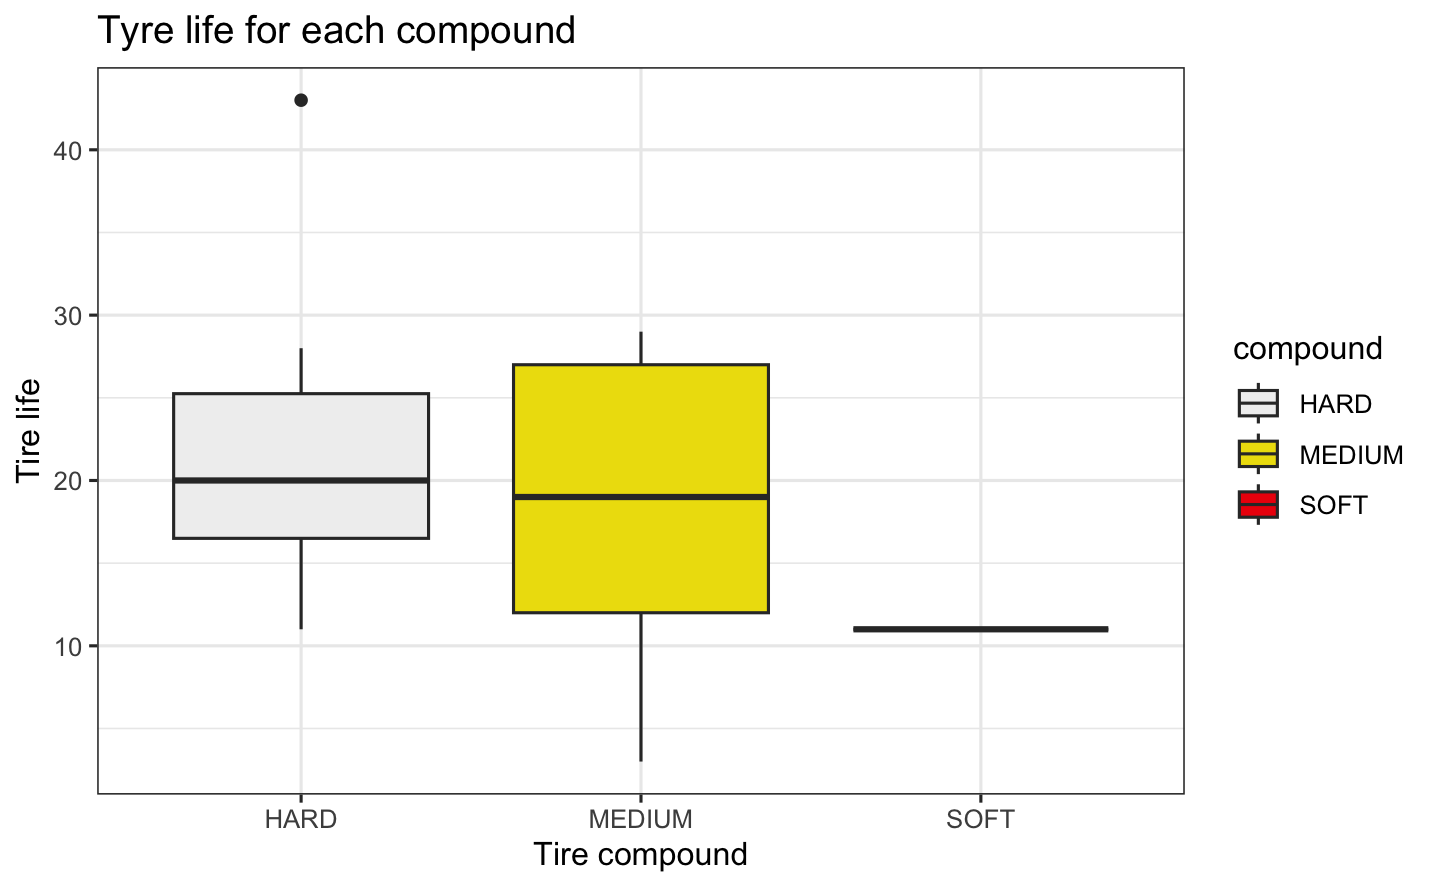 Tyre life for each compound
Tire life
40
30
20
10
HARD
MEDIUM
SOFT
Tire compound
compound
HARD
MEDIUM
SOFT